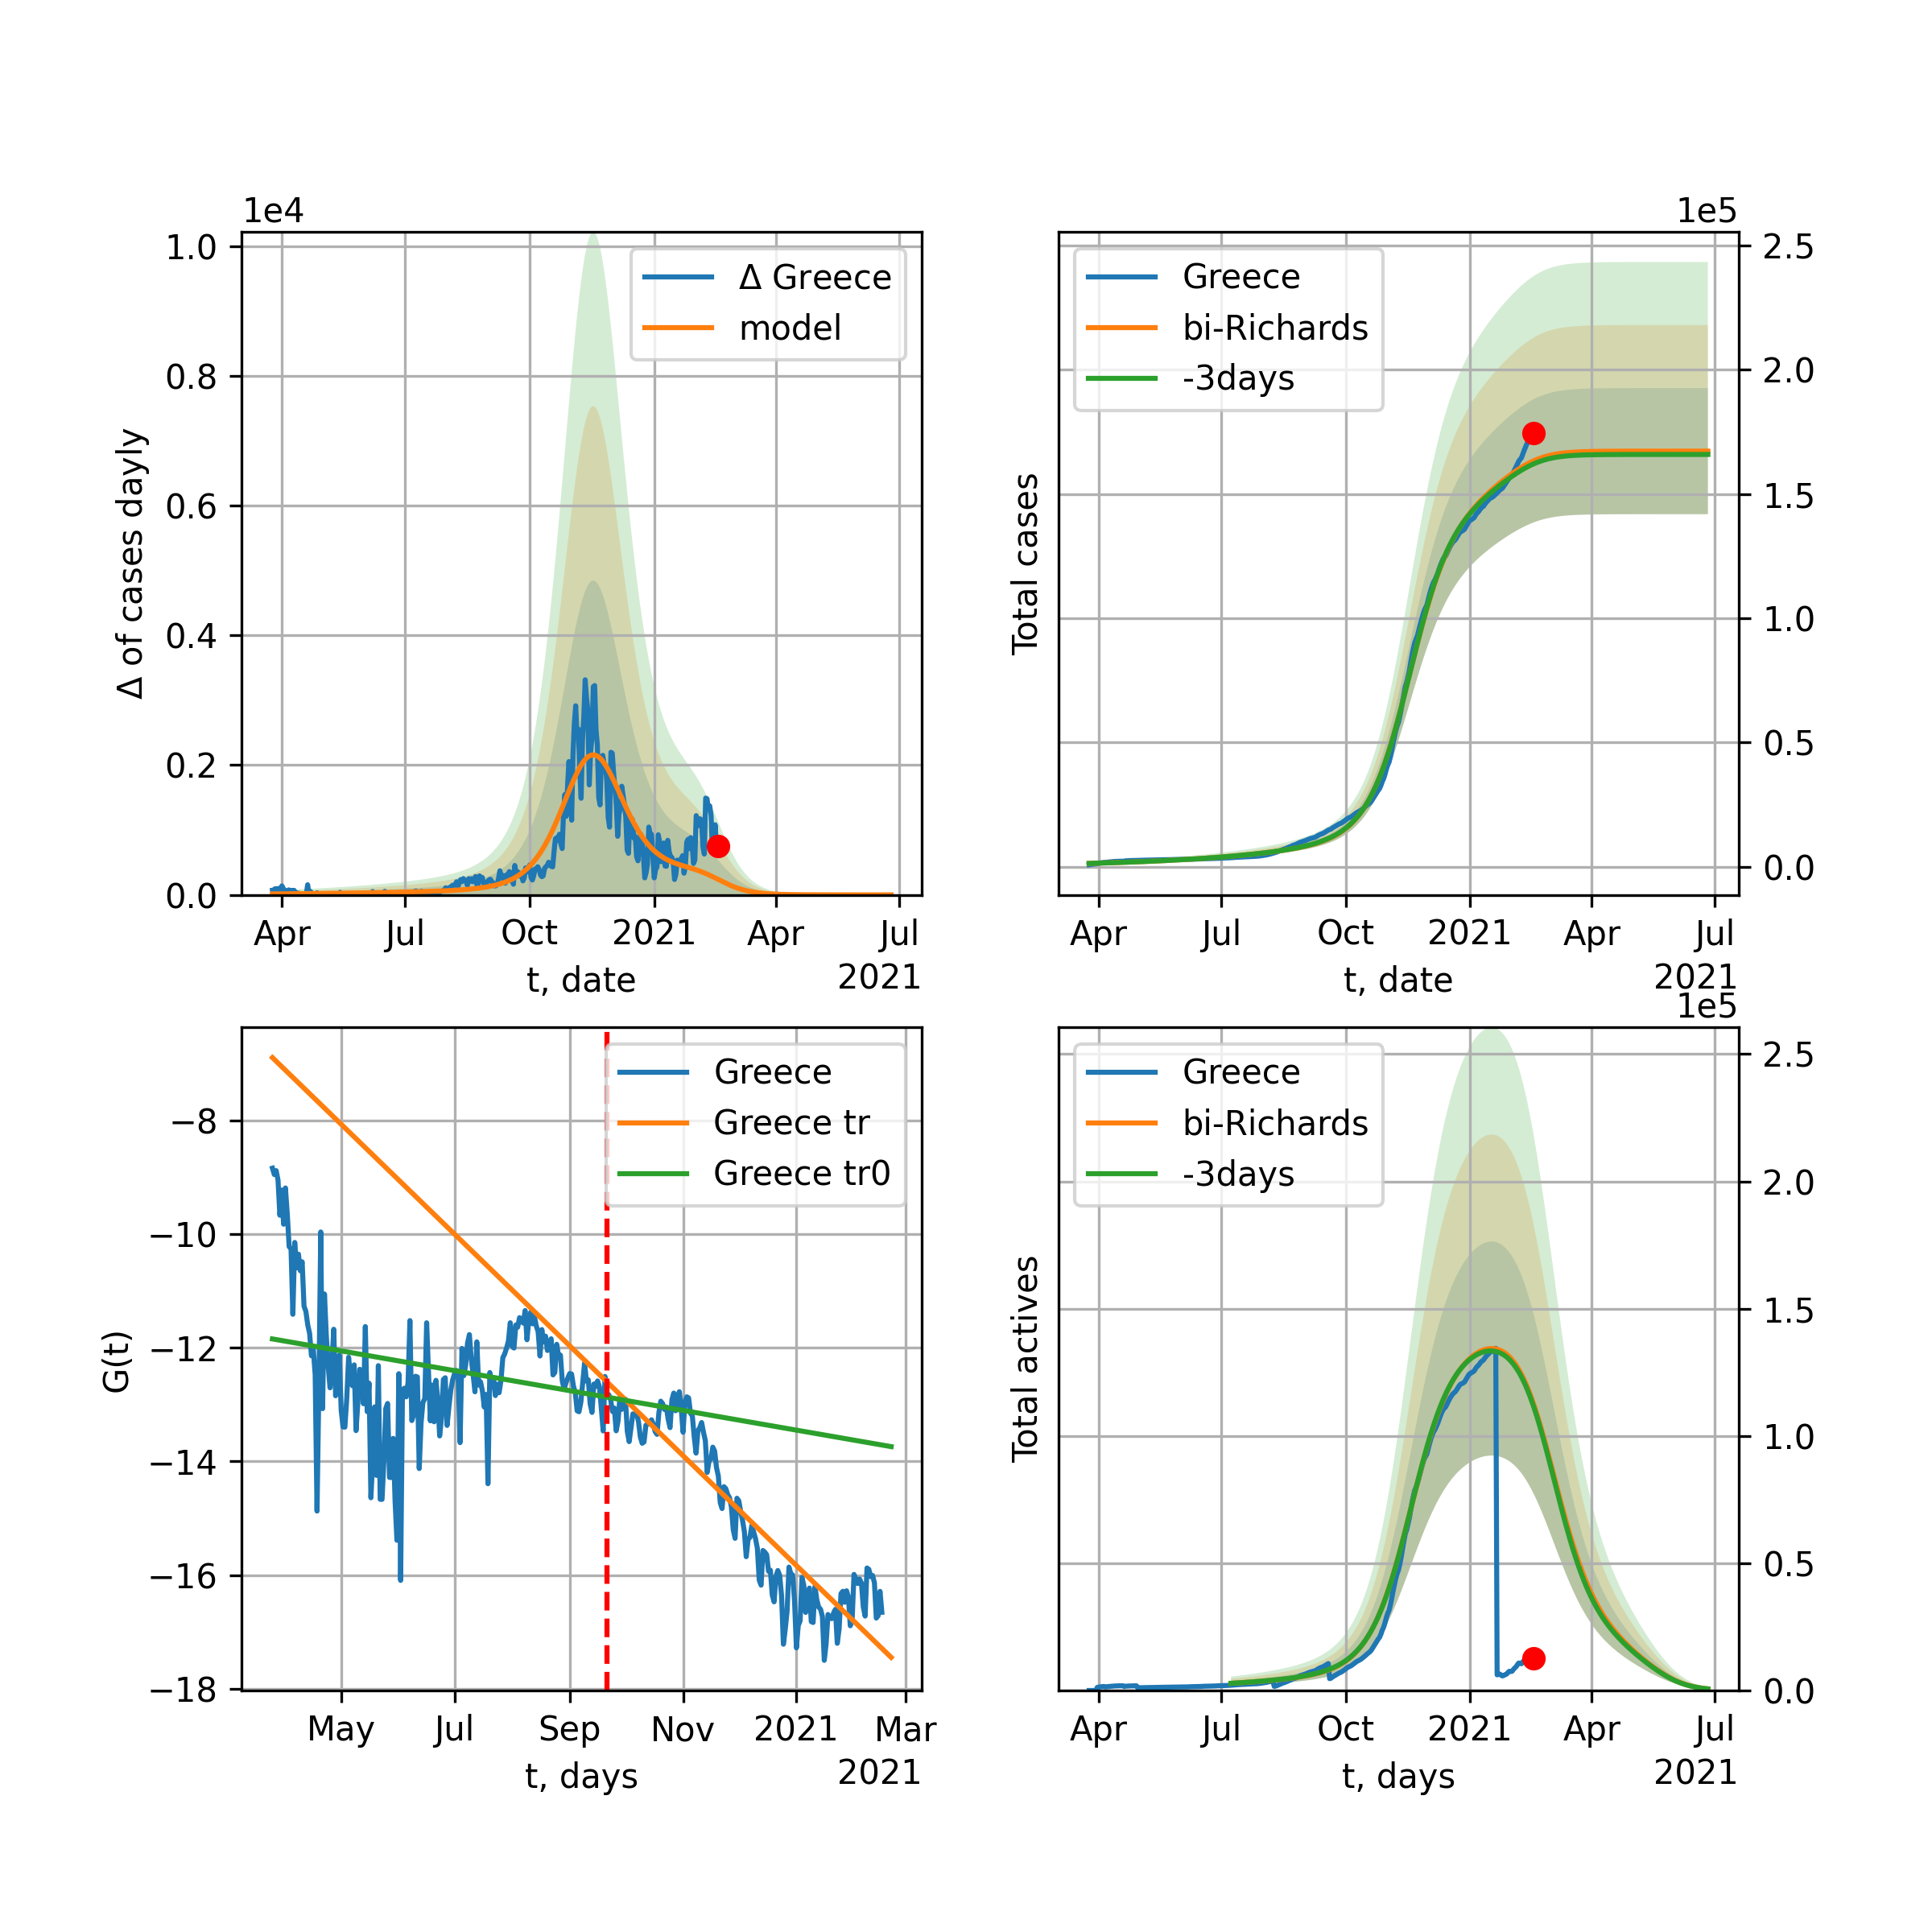 1e4
Δ of cases dayly
1.0
0.8
0.6
0.4
0.2
0.0
Δ Greece
model
Apr Jul Oct 2021 Apr Jul
t, date
2021
1e5
Total cases
2.5
2.0
1.5
1.0
0.5
0.0
Greece
bi-Richards
-3days
Apr Jul Oct 2021 Apr Jul
t, date
2021
G(t)
−8
−10
−12
−14
−16
−18
Greece
Greece tr
Greece tr0
May Jul Sep Nov 2021 Mar
t, days
2021
1e5
Total actives
2.5
2.0
1.5
1.0
0.5
0.0
Greece
bi-Richards
-3days
Apr Jul Oct 2021 Apr Jul
t, days
2021